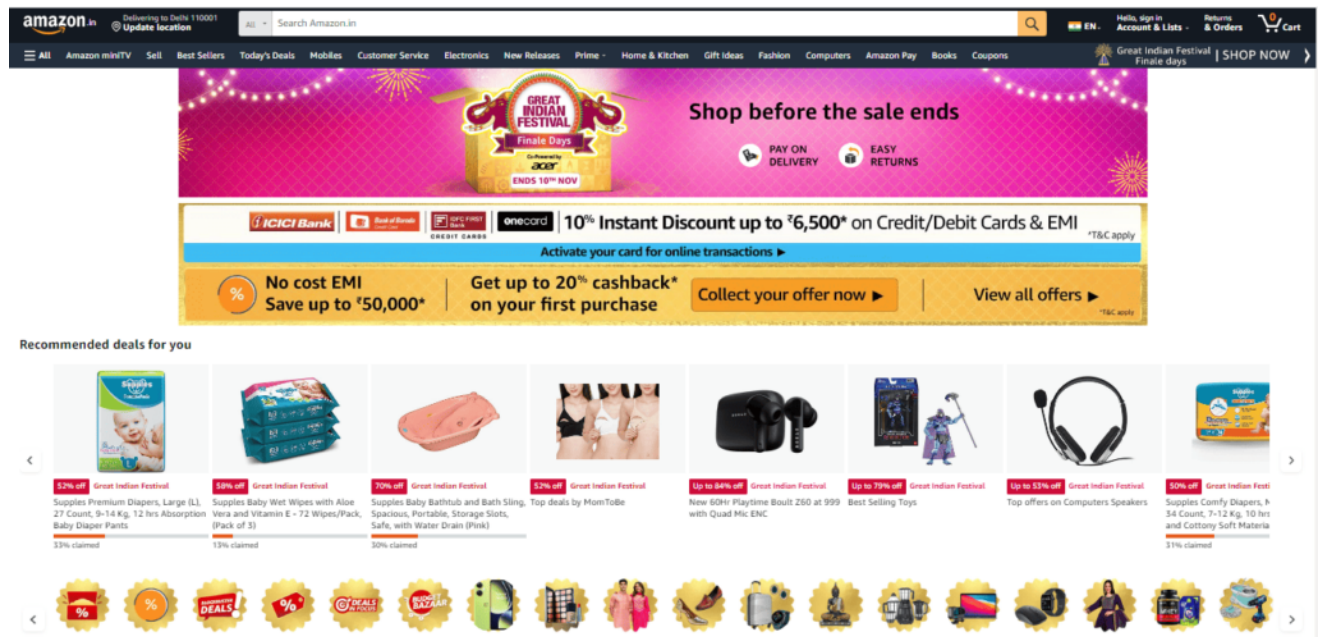 amazon.in
Delivering to Delhi 110001
Update location
All
Search Amazon.in
EN
Hello, sign in
Account & Lists
Returns
& Orders
0
Cart
All
Amazon miniTV
Sell
Best Sellers
Today's Deals
Mobiles
Customer Service
Electronics
New Releases
Prime
Home & Kitchen
Gift Ideas
Fashion
Computers
Amazon Pay
Books
Coupons
Great Indian Festival
Finale days
| SHOP NOW
GREAT
INDIAN
FESTIVAL
Finale Days
Co-Powered by
acer
ENDS 10TH NOV
Shop before the sale ends
PAY ON
DELIVERY
EASY
RETURNS
ICICI Bank
Bank of Baroda
IDFC FIRST
Bank
CREDIT CARDS
onecard
10% Instant Discount up to ₹6,500* on Credit/Debit Cards & EMI
*T&C apply
Activate your card for online transactions ►
%
No cost EMI
Save up to ₹50,000*
Get up to 20% cashback*
on your first purchase
Collect your offer now ►
View all offers ►
*T&C apply
Recommended deals for you
Supples
52% off Great Indian Festival
Supples Premium Diapers, Large (L),
27 Count, 9-14 Kg, 12 hrs Absorption
Baby Diaper Pants
33% claimed
58% off Great Indian Festival
Supples Baby Wet Wipes with Aloe
Vera and Vitamin E - 72 Wipes/Pack,
(Pack of 3)
13% claimed
70% off Great Indian Festival
Supples Baby Bathtub and Bath Sling,
Spacious, Portable, Storage Slots,
Safe, with Water Drain (Pink)
30% claimed
52% off Great Indian Festival
Top deals by MomToBe
Up to 84% off Great Indian Festival
New 60Hr Playtime Boult Z60 at 999
with Quad Mic ENC
Up to 79% off Great Indian Festival
Best Selling Toys
Up to 53% off Great Indian Festival
Top offers on Computers Speakers
50% off Great Indian Festi
Supples Comfy Diapers, M
34 Count, 7-12 Kg, 10 hrs
and Cottony Soft Materia
31% claimed
%
%
BLOCKBUSTER
DEALS!
%
DEALS
IN FOCUS
BUDGET
BAZAAR